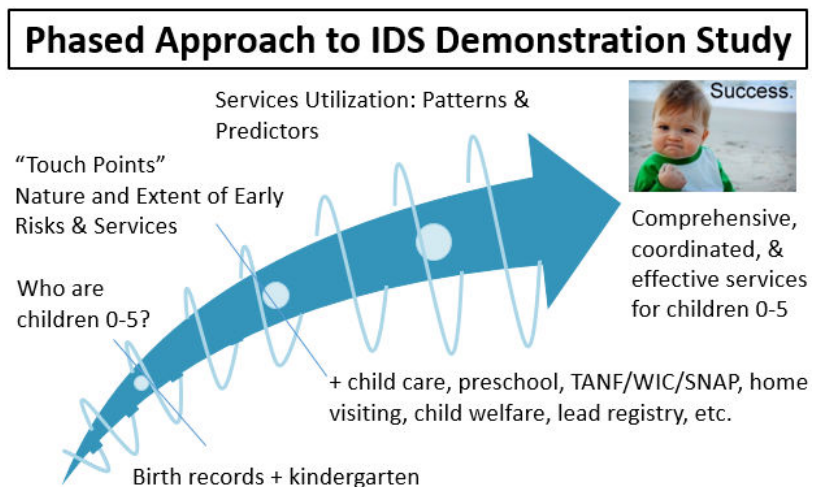 Phased Approach to IDS Demonstration Study
Services Utilization: Patterns &
Predictors
Success.
“Touch Points”
Nature and Extent of Early
Risks & Services
Comprehensive,
coordinated, &
effective services
for children 0-5
Who are
children 0-5?
+ child care, preschool, TANF/WIC/SNAP, home
visiting, child welfare, lead registry, etc.
Birth records + kindergarten